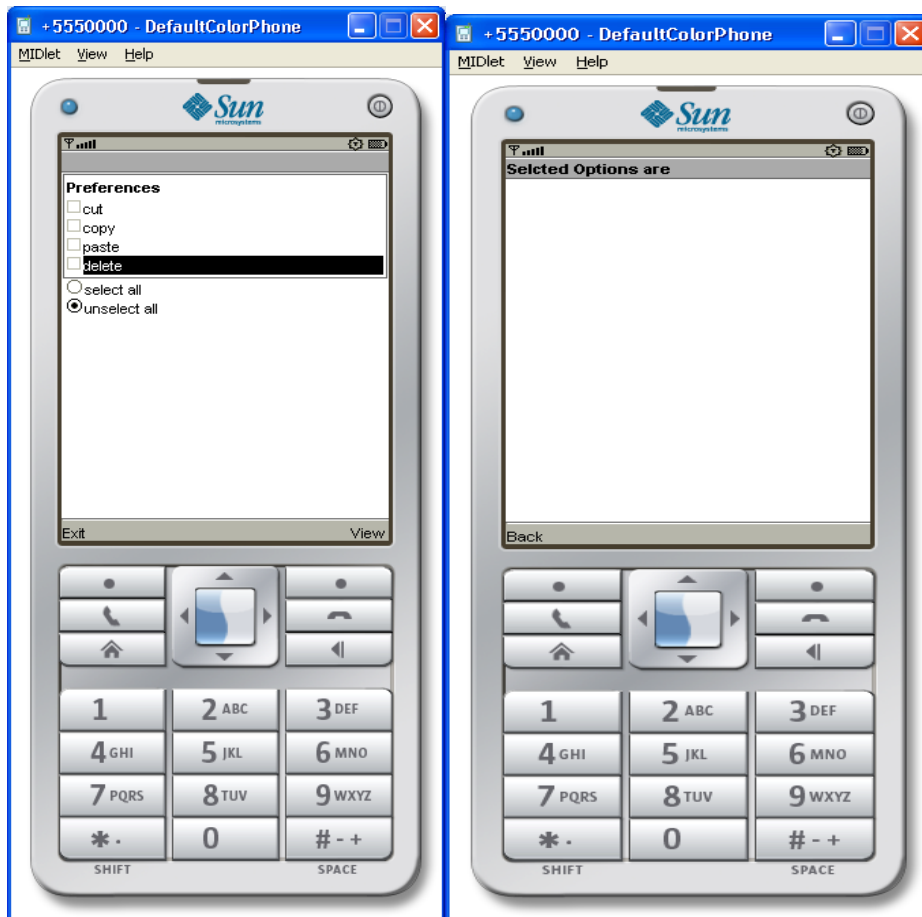 +5550000 - DefaultColorPhone
MIDlet View Help
Sun
microsystems
Preferences
cut
copy
paste
delete
select all
unselect all
Exit View
1 2 ABC 3 DEF
4 GHI 5 JKL 6 MNO
7 PQRS 8 TUV 9 WXYZ
* . 0 # - +
SHIFT SPACE
+5550000 - DefaultColorPhone
MIDlet View Help
Sun
microsystems
Selcted Options are
Back
1 2 ABC 3 DEF
4 GHI 5 JKL 6 MNO
7 PQRS 8 TUV 9 WXYZ
* . 0 # - +
SHIFT SPACE